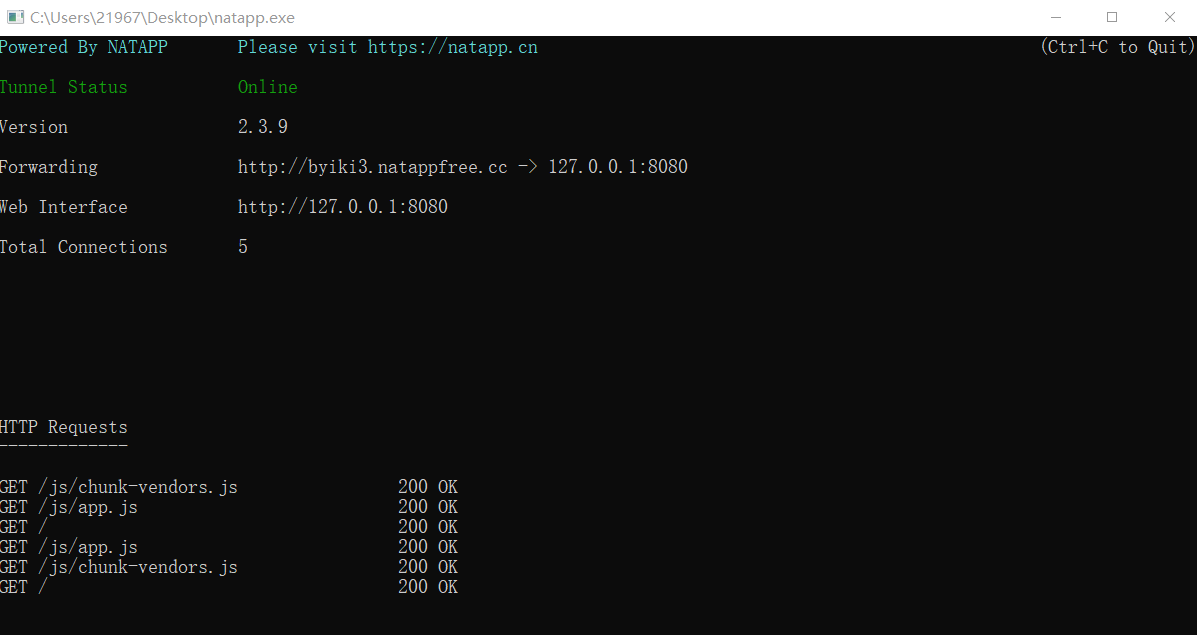 C:\Users\21967\Desktop\natapp.exe
Powered By NATAPP Please visit https://natapp.cn (Ctrl+C to Quit)
Tunnel Status Online
Version 2.3.9
Forwarding http://byiki3.natappfree.cc -> 127.0.0.1:8080
Web Interface http://127.0.0.1:8080
Total Connections 5
HTTP Requests
-------------
GET /js/chunk-vendors.js 200 OK
GET /js/app.js 200 OK
GET / 200 OK
GET /js/app.js 200 OK
GET /js/chunk-vendors.js 200 OK
GET / 200 OK